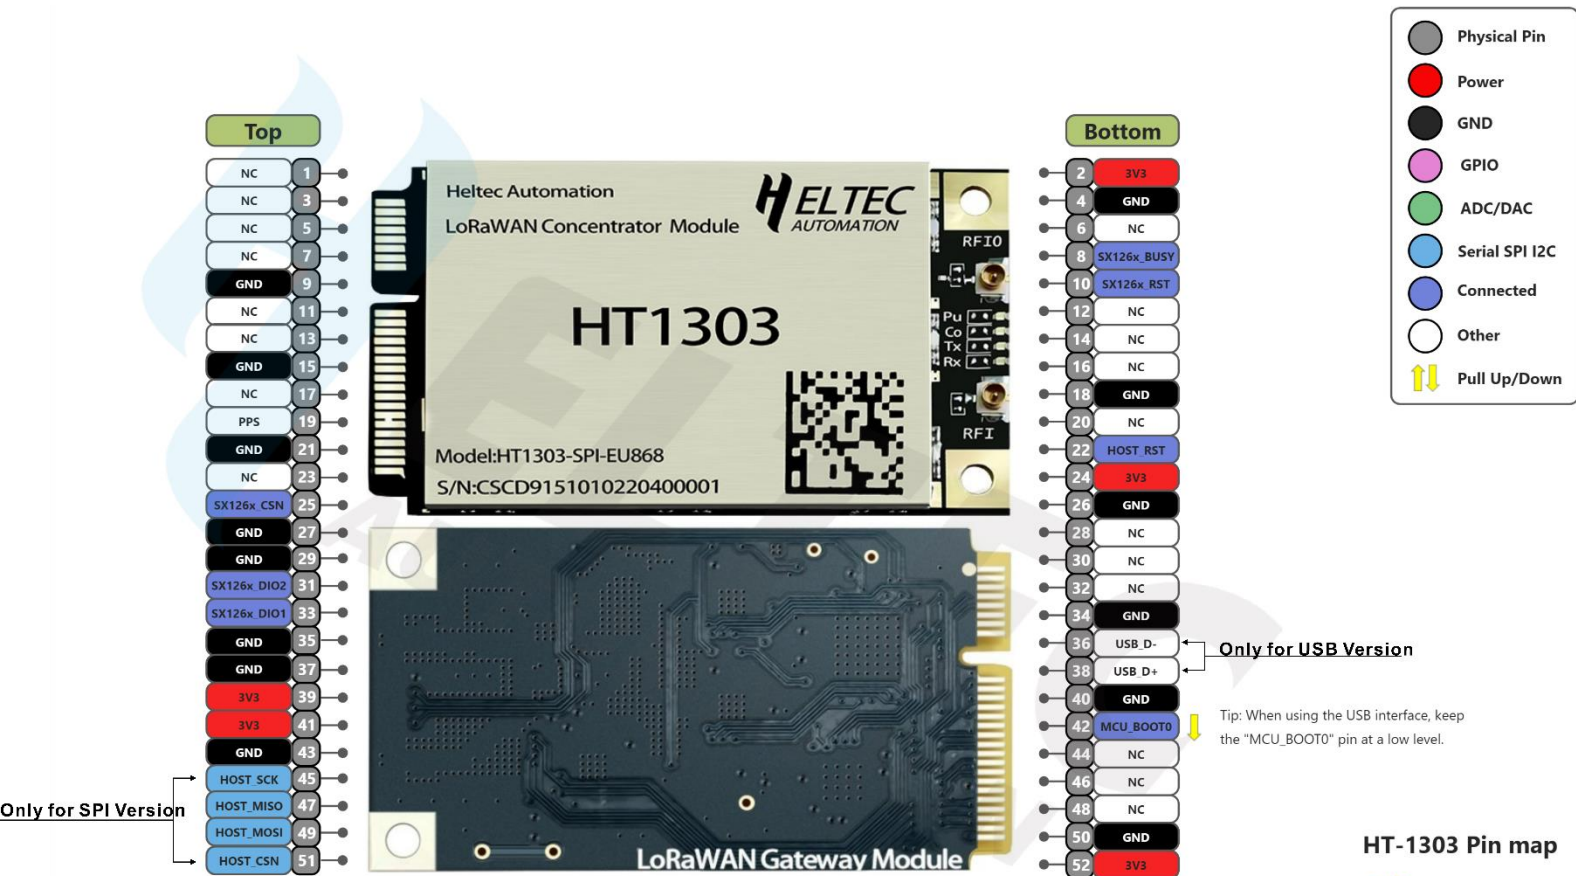 Physical Pin
Power
GND
GPIO
ADC/DAC
Serial SPI I2C
Connected
Other
Pull Up/Down
Top
NC 1
NC 3
NC 5
NC 7
GND 9
NC 11
NC 13
GND 15
NC 17
PPS 19
GND 21
NC 23
SX126x_CSN 25
GND 27
GND 29
SX126x_DIO2 31
SX126x_DIO1 33
GND 35
GND 37
3V3 39
3V3 41
GND 43
HOST_SCK 45
HOST_MISO 47
HOST_MOSI 49
HOST_CSN 51
Only for SPI Version
Heltec Automation
LoRaWAN Concentrator Module
HELTEC
AUTOMATION
HT1303
Model:HT1303-SPI-EU868
S/N:CSCD9151010220400001
RFIO
Pu
Co
Tx
Rx
RFI
LoRaWAN Gateway Module
Bottom
2 3V3
4 GND
6 NC
8 SX126x_BUSY
10 SX126x_RST
12 NC
14 NC
16 NC
18 GND
20 NC
22 HOST_RST
24 3V3
26 GND
28 NC
30 NC
32 NC
34 GND
36 USB_D-
38 USB_D+
40 GND
42 MCU_BOOT0
44 NC
46 NC
48 NC
50 GND
52 3V3
Only for USB Version
Tip: When using the USB interface, keep
the "MCU_BOOT0" pin at a low level.
HT-1303 Pin map